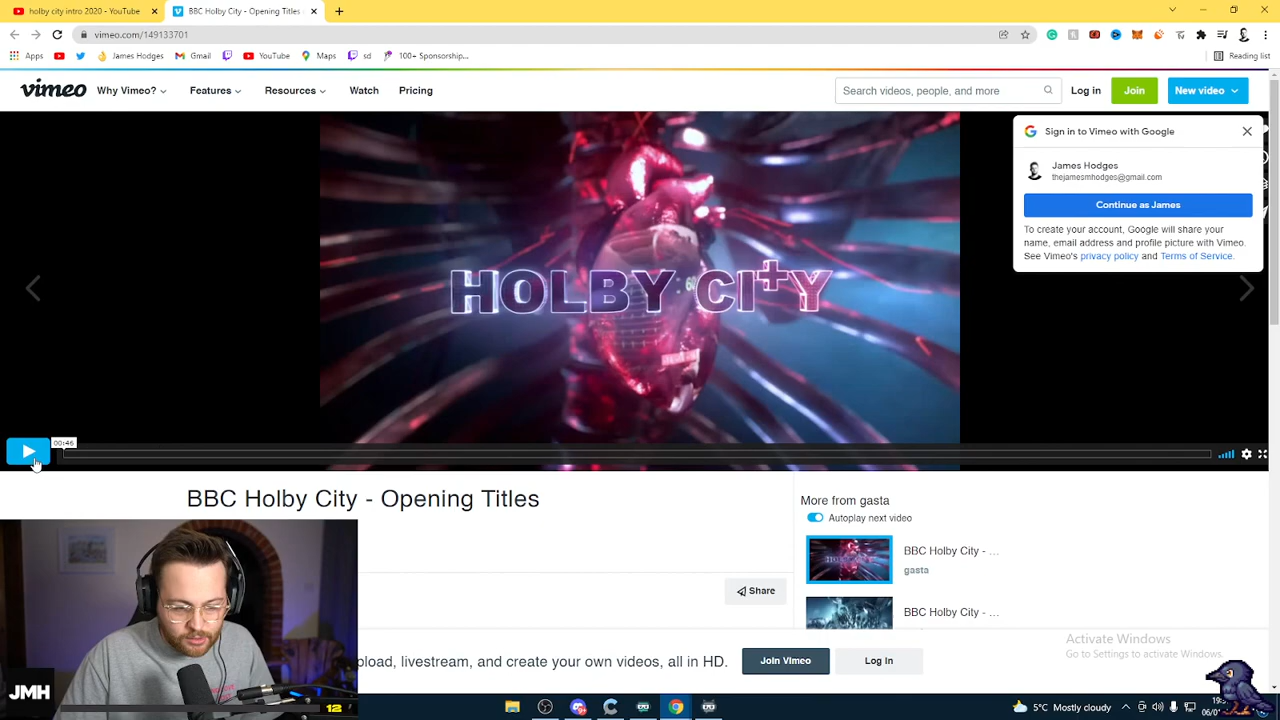 holby city intro 2020 - YouTube
BBC Holby City - Opening Titles
vimeo.com/149133701
Apps
James Hodges
Gmail
sd
YouTube
Maps
100+ Sponsorship...
Reading list
vimeo
Why Vimeo?
Features
Resources
Watch
Pricing
Search videos, people, and more
Log in
Join
New video
Sign in to Vimeo with Google
James Hodges
thejamesmhodges@gmail.com
Continue as James
To create your account, Google will share your
name, email address and profile picture with Vimeo.
See Vimeo's privacy policy and Terms of Service.
HOLBY CITY
00:46
BBC Holby City - Opening Titles
More from gasta
Autoplay next video
BBC Holby City - ...
gasta
Share
BBC Holby City - ...
Activate Windows
Go to Settings to activate Windows.
pload, livestream, and create your own videos, all in HD.
Join Vimeo
Log in
JMH
12
5°C Mostly cloudy